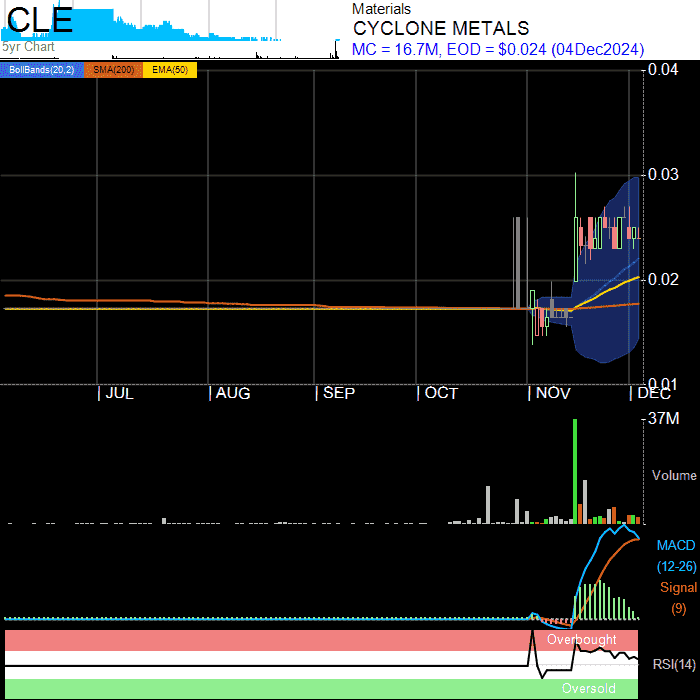 CLE
5yr Chart
Materials
CYCLONE METALS
MC = 16.7M, EOD = $0.024 (04Dec2024)
BollBands(20,2) SMA(200) EMA(50)
0.04
0.03
0.02
0.01
JUL AUG SEP OCT NOV DEC
37M
Volume
MACD
(12-26)
Signal
(9)
Overbought
RSI(14)
Oversold